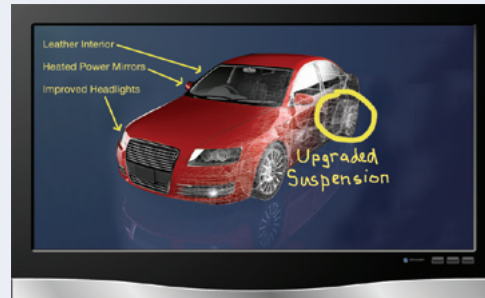 Leather Interior
Heated Power Mirrors
Improved Headlights
Upgraded
Suspension